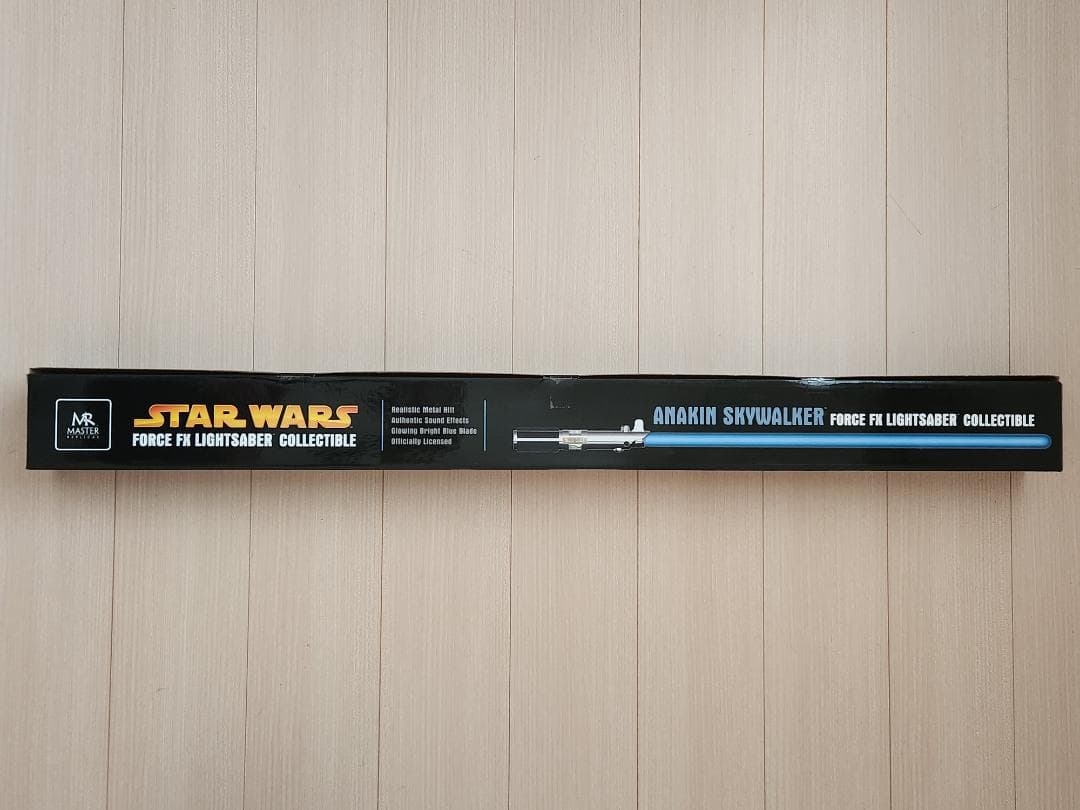 MR
MASTER
REPLICAS
STAR WARS
FORCE FX LIGHTSABER COLLECTIBLE
Realistic Metal Hilt
Authentic Sound Effects
Glowing Bright Blue Blade
Officially Licensed
ANAKIN SKYWALKER FORCE FX LIGHTSABER COLLECTIBLE